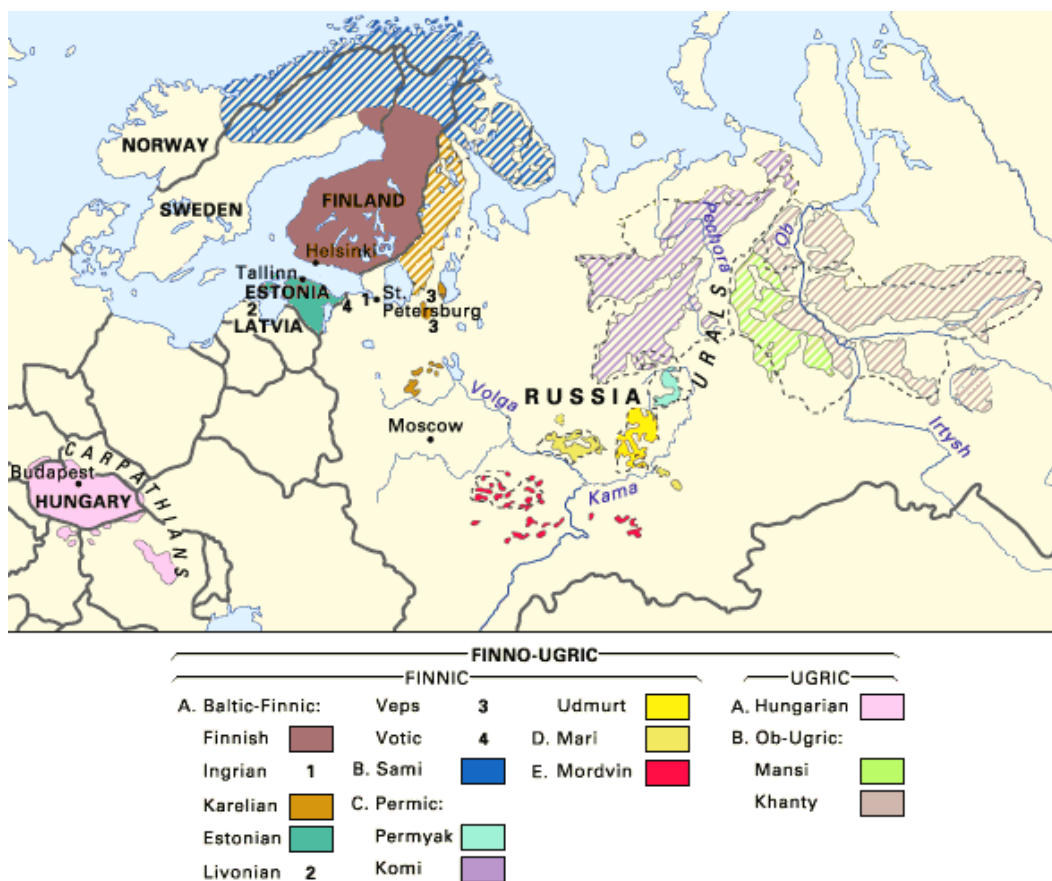 NORWAY
SWEDEN
FINLAND
Helsinki
Tallinn
ESTONIA
2
4
1
St.
Petersburg
3
3
LATVIA
Pechora
Ob
URALS
RUSSIA
Volga
Moscow
Kama
Irtysh
CARPATHIANS
Budapest
HUNGARY
FINNO-UGRIC
FINNIC
UGRIC
A. Baltic-Finnic:
Finnish
Ingrian 1
Karelian
Estonian
Livonian 2
Veps 3
Votic 4
B. Sami
C. Permic:
Permyak
Komi
Udmurt
D. Mari
E. Mordvin
A. Hungarian
B. Ob-Ugric:
Mansi
Khanty